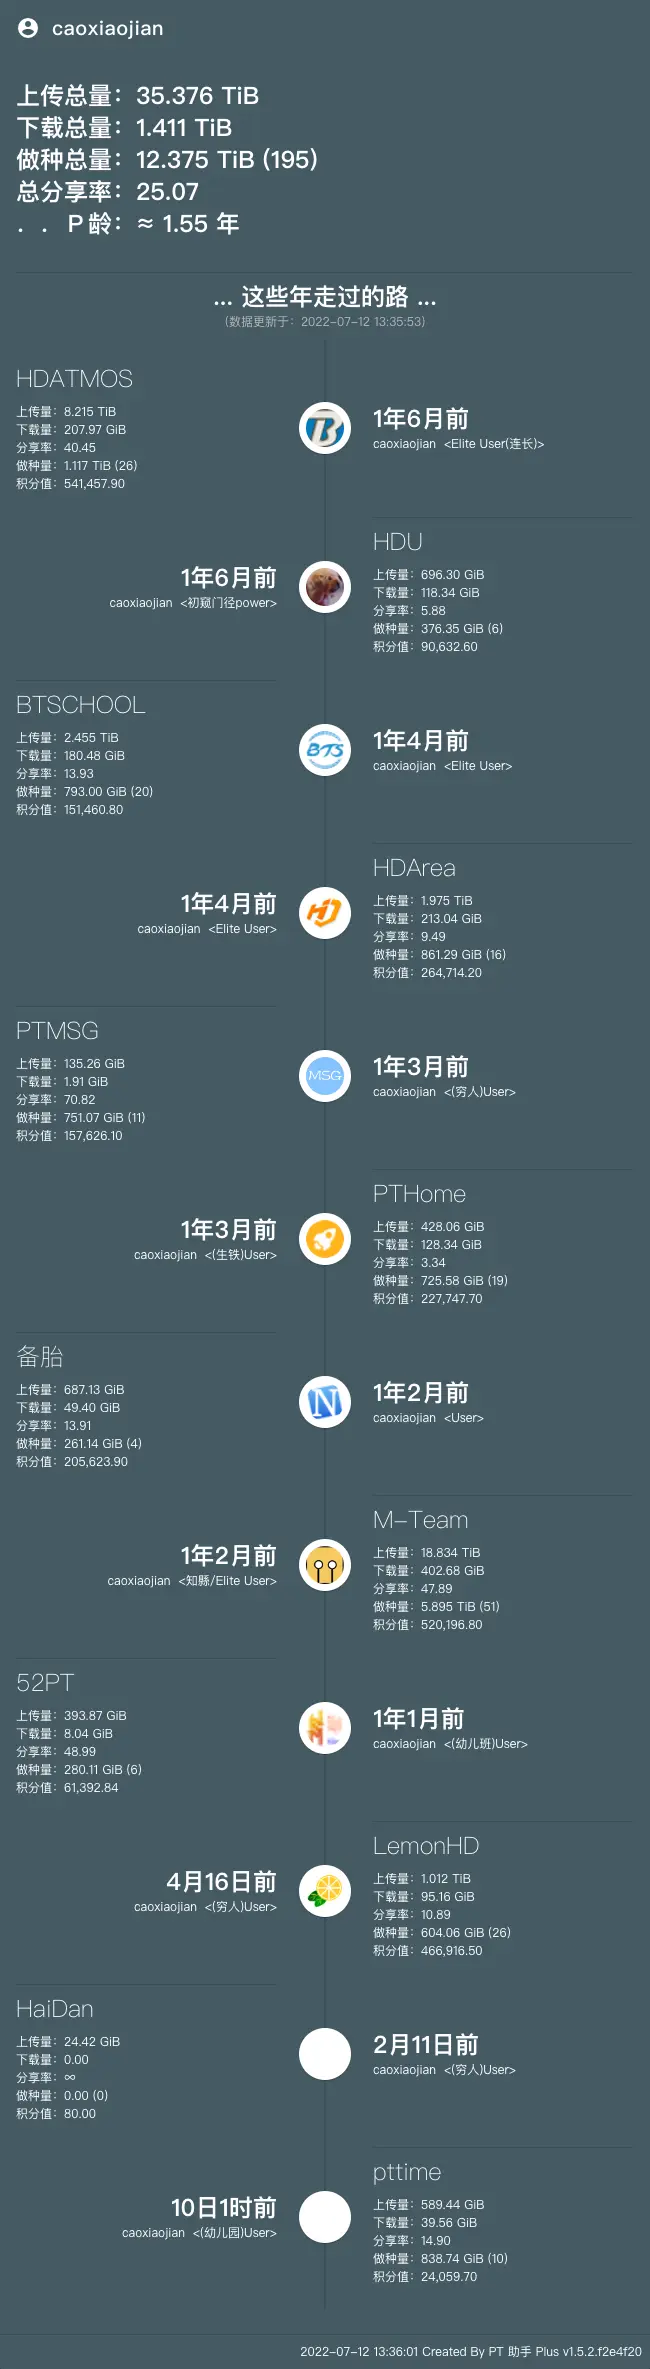 caoxiaojian
上传总量：35.376 TiB
下载总量：1.411 TiB
做种总量：12.375 TiB (195)
总分享率：25.07
．．Ｐ龄：≈ 1.55 年
... 这些年走过的路 ...
(数据更新于：2022-07-12 13:35:53)
HDATMOS
上传量：8.215 TiB
下载量：207.97 GiB
分享率：40.45
做种量：1.117 TiB (26)
积分值：541,457.90
1年6月前
caoxiaojian <Elite User(连长)>
HDU
上传量：696.30 GiB
下载量：118.34 GiB
分享率：5.88
做种量：376.35 GiB (6)
积分值：90,632.60
1年6月前
caoxiaojian <初窥门径power>
BTSCHOOL
上传量：2.455 TiB
下载量：180.48 GiB
分享率：13.93
做种量：793.00 GiB (20)
积分值：151,460.80
BTS
1年4月前
caoxiaojian <Elite User>
HDArea
上传量：1.975 TiB
下载量：213.04 GiB
分享率：9.49
做种量：861.29 GiB (16)
积分值：264,714.20
1年4月前
caoxiaojian <Elite User>
HD
PTMSG
上传量：135.26 GiB
下载量：1.91 GiB
分享率：70.82
做种量：751.07 GiB (11)
积分值：157,626.10
MSG
1年3月前
caoxiaojian <(穷人)User>
PTHome
上传量：428.06 GiB
下载量：128.34 GiB
分享率：3.34
做种量：725.58 GiB (19)
积分值：227,747.70
1年3月前
caoxiaojian <(生铁)User>
备胎
上传量：687.13 GiB
下载量：49.40 GiB
分享率：13.91
做种量：261.14 GiB (4)
积分值：205,623.90
N
1年2月前
caoxiaojian <User>
M-Team
上传量：18.834 TiB
下载量：402.68 GiB
分享率：47.89
做种量：5.895 TiB (51)
积分值：520,196.80
1年2月前
caoxiaojian <知豚/Elite User>
52PT
上传量：393.87 GiB
下载量：8.04 GiB
分享率：48.99
做种量：280.11 GiB (6)
积分值：61,392.84
1年1月前
caoxiaojian <(幼儿班)User>
LemonHD
上传量：1.012 TiB
下载量：95.16 GiB
分享率：10.89
做种量：604.06 GiB (26)
积分值：466,916.50
4月16日前
caoxiaojian <(穷人)User>
HaiDan
上传量：24.42 GiB
下载量：0.00
分享率：∞
做种量：0.00 (0)
积分值：80.00
2月11日前
caoxiaojian <(穷人)User>
pttime
上传量：589.44 GiB
下载量：39.56 GiB
分享率：14.90
做种量：838.74 GiB (10)
积分值：24,059.70
10日1时前
caoxiaojian <(幼儿园)User>
2022-07-12 13:36:01 Created By PT 助手 Plus v1.5.2.f2e4f20